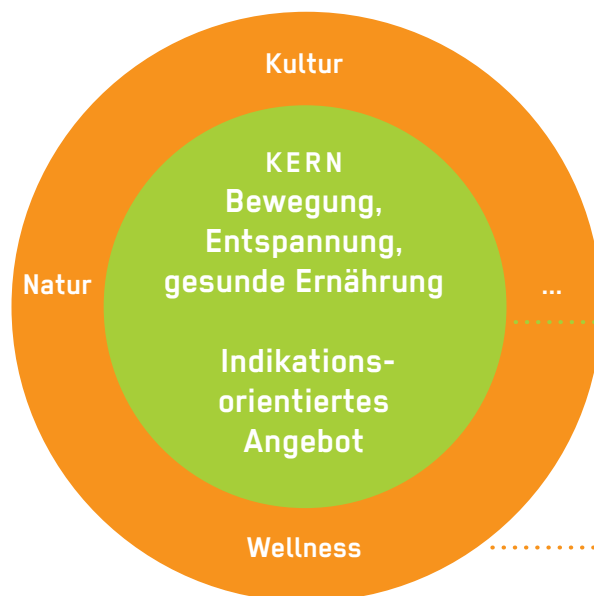 Kultur
KERN
Bewegung,
Entspannung,
gesunde Ernährung
Natur
...
Indikations-
orientiertes
Angebot
Wellness